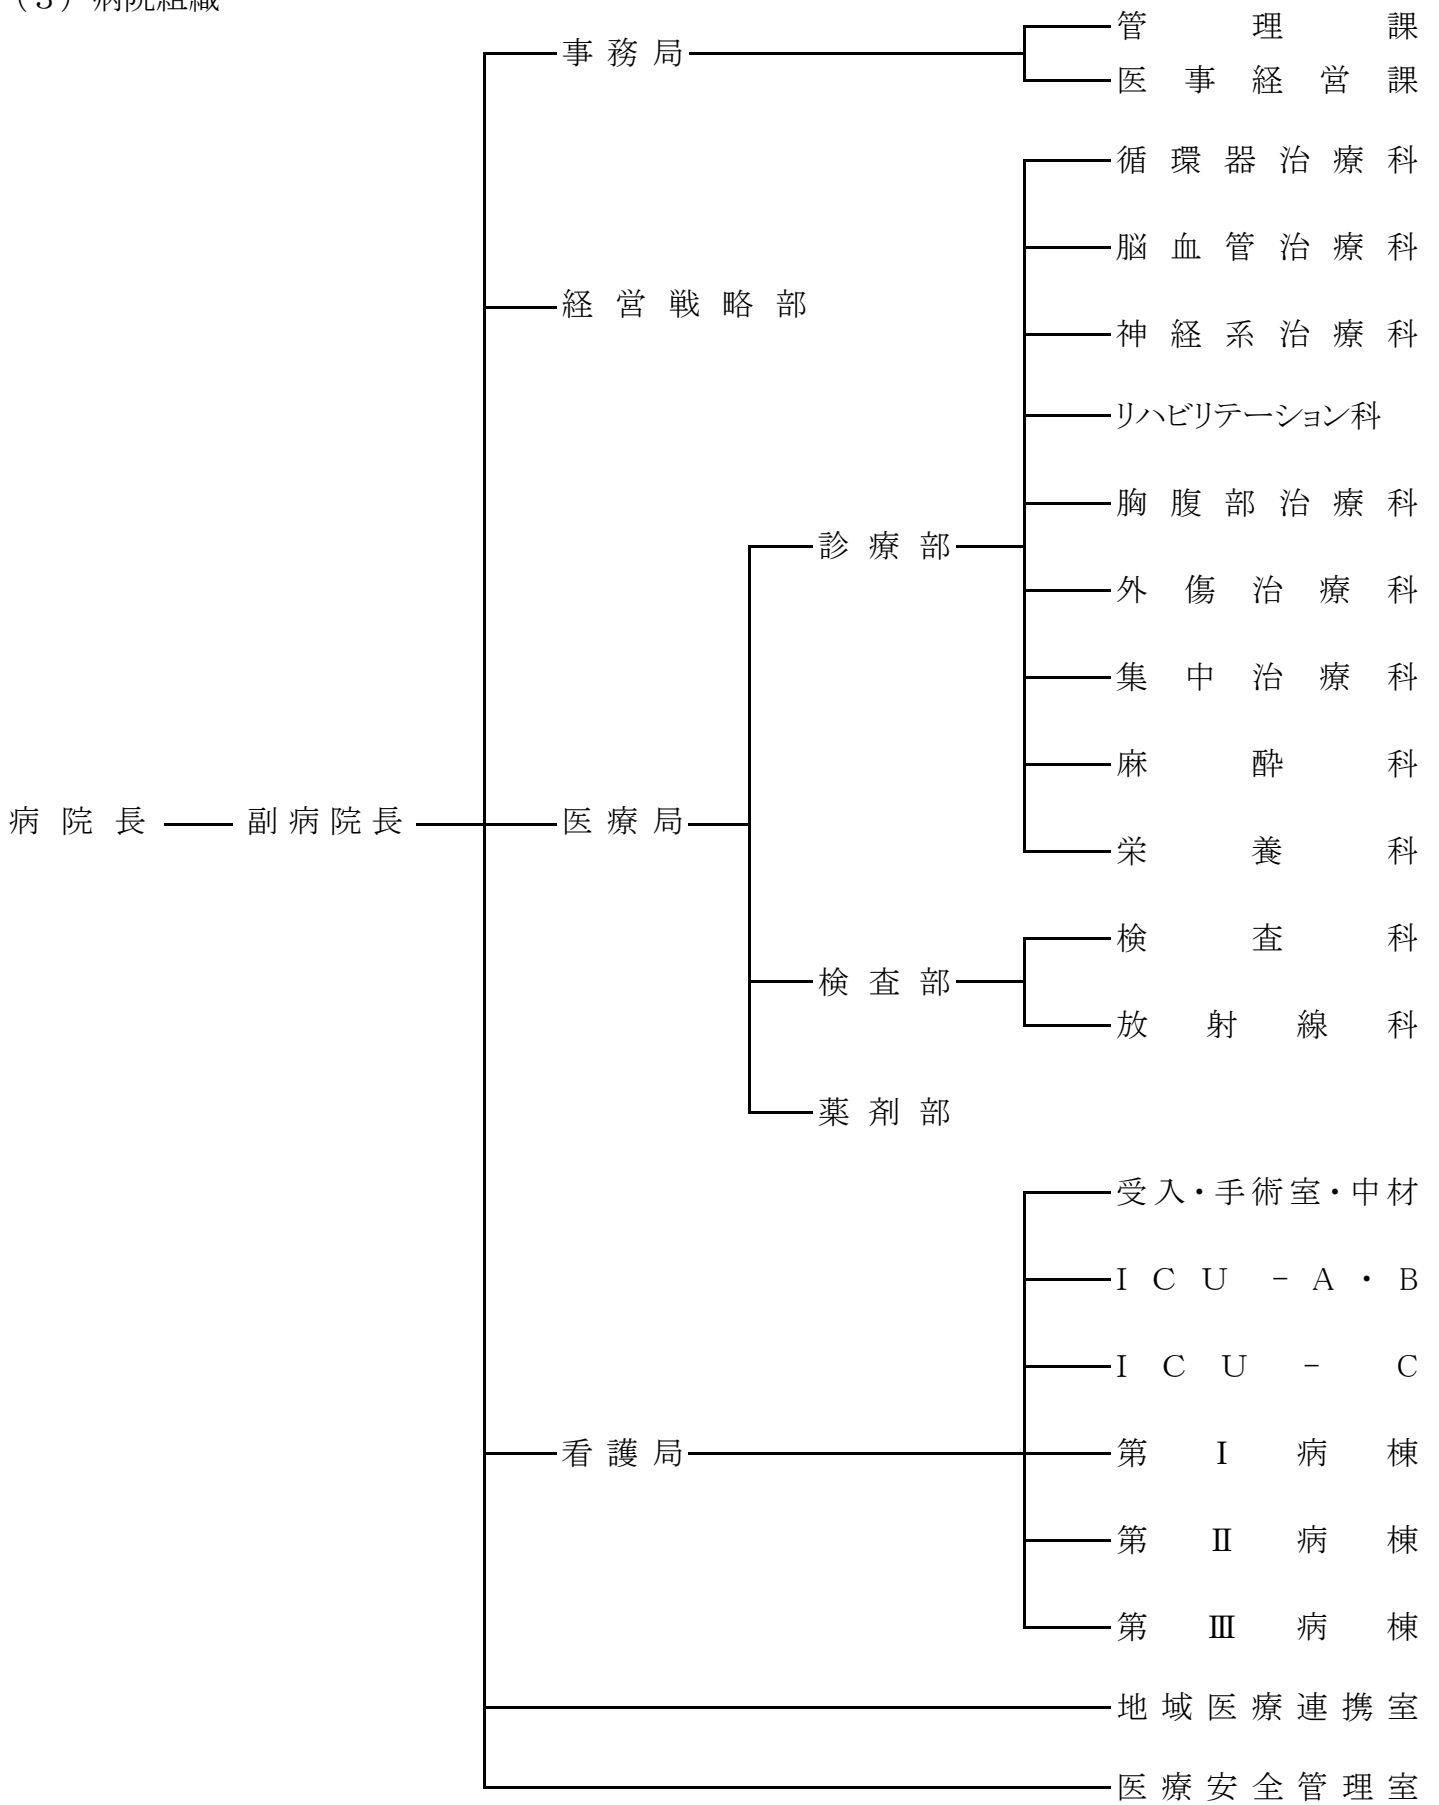 (3) 病院組織
管理課
事務局
医事経営課
循環器治療科
脳血管治療科
経営戦略部
神経系治療科
リハビリテーション科
胸腹部治療科
診療部
外傷治療科
集中治療科
麻酔科
病院長 副病院長 医療局
栄養科
検査科
検査部
放射線科
薬剤部
受入・手術室・中材
ICU-A・B
ICU-C
看護局 第Ⅰ病棟
第Ⅱ病棟
第Ⅲ病棟
地域医療連携室
医療安全管理室